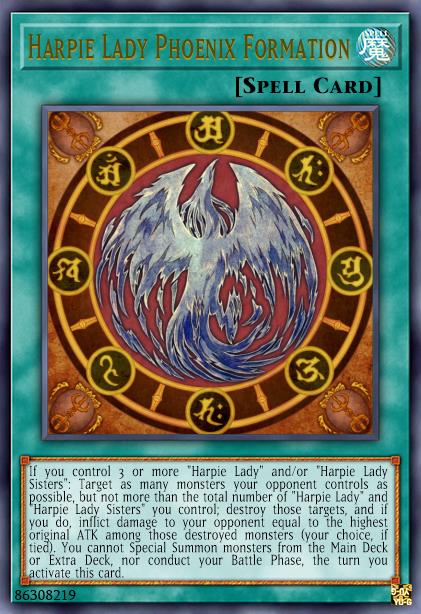 Harpie Lady Phoenix Formation
魔
[Spell Card]
If you control 3 or more "Harpie Lady" and/or "Harpie Lady
Sisters": Target as many monsters your opponent controls as
possible, but not more than the total number of "Harpie Lady" and
"Harpie Lady Sisters" you control; destroy those targets, and if
you do, inflict damage to your opponent equal to the highest
original ATK among those destroyed monsters (your choice, if
tied). You cannot Special Summon monsters from the Main Deck
or Extra Deck, nor conduct your Battle Phase, the turn you
activate this card.
86308219